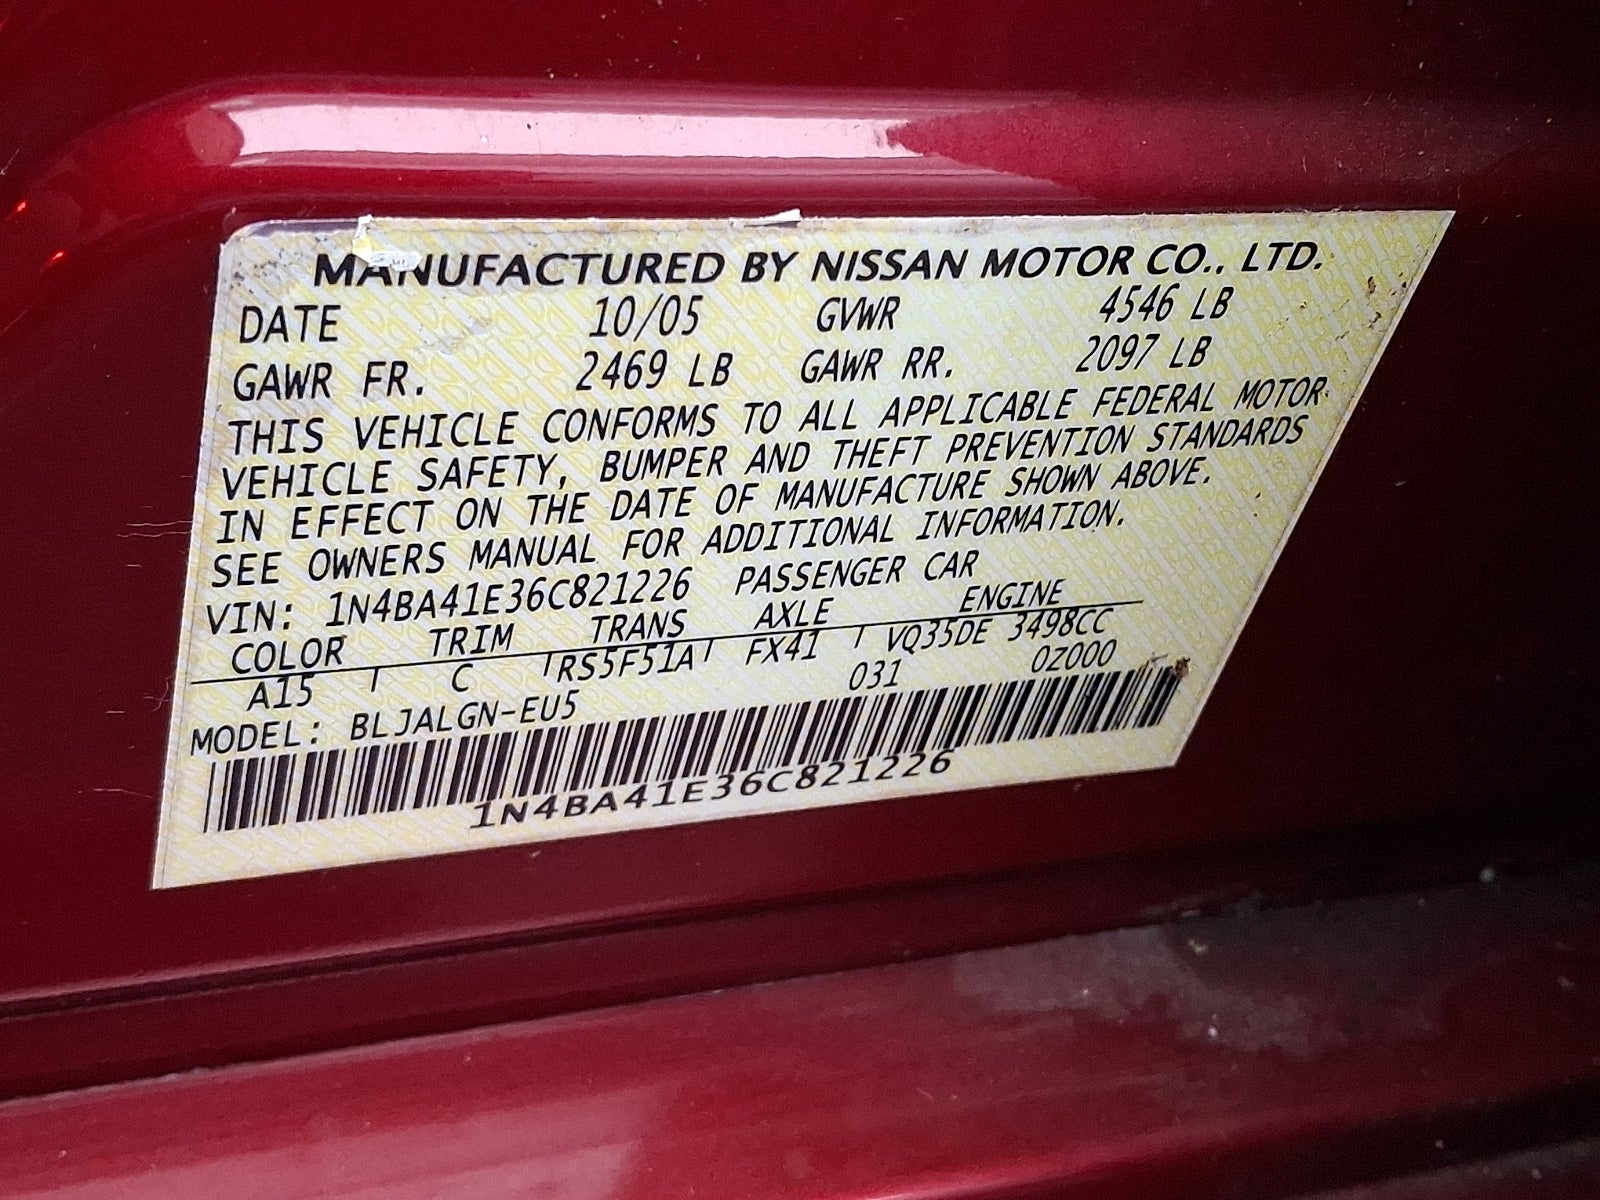 MANUFACTURED BY NISSAN MOTOR CO., LTD.
DATE 10/05 GVWR 4546 LB
GAWR FR. 2469 LB GAWR RR. 2097 LB
THIS VEHICLE CONFORMS TO ALL APPLICABLE FEDERAL MOTOR
VEHICLE SAFETY, BUMPER AND THEFT PREVENTION STANDARDS
IN EFFECT ON THE DATE OF MANUFACTURE SHOWN ABOVE.
SEE OWNERS MANUAL FOR ADDITIONAL INFORMATION.
VIN: 1N4BA41E36C821226 PASSENGER CAR
COLOR TRIM TRANS AXLE ENGINE
A15 C RS5F51A FX41 VQ35DE 3498CC
MODEL: BLJALGN-EU5 031 0Z000
1N4BA41E36C821226